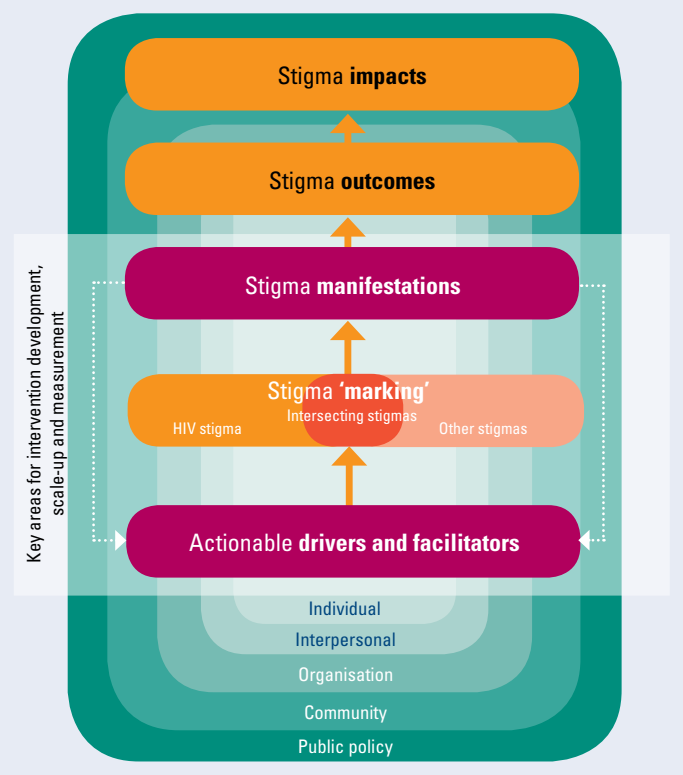 Stigma impacts
Stigma outcomes
Key areas for intervention development,
scale-up and measurement
Stigma manifestations
Stigma ‘marking’
Intersecting stigmas
HIV stigma
Other stigmas
Actionable drivers and facilitators
Individual
Interpersonal
Organisation
Community
Public policy